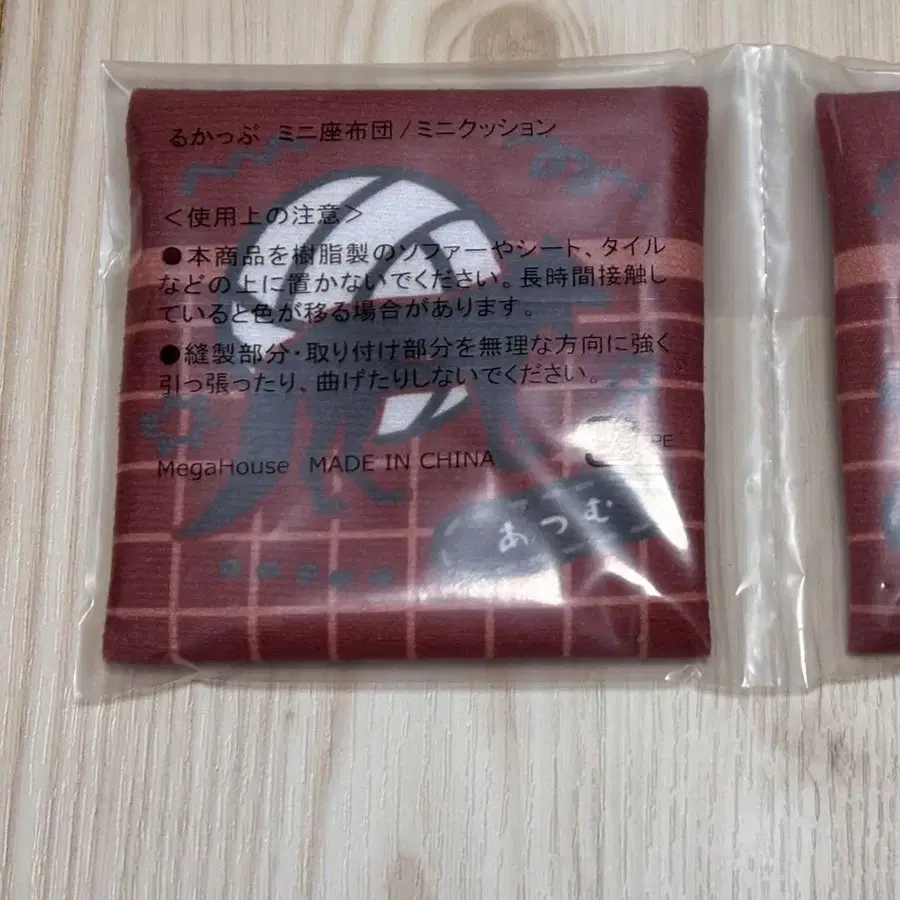 るかっぷ ミニ座布団/ミニクッション
<使用上の注意>
●本商品を樹脂製のソファーやシート、タイル
などの上に置かないでください。長時間接触し
ていると色が移る場合があります。
●縫製部分・取り付け部分を無理な方向に強く
引っ張ったり、曲げたりしないでください。
MegaHouse MADE IN CHINA
PE
あつむ